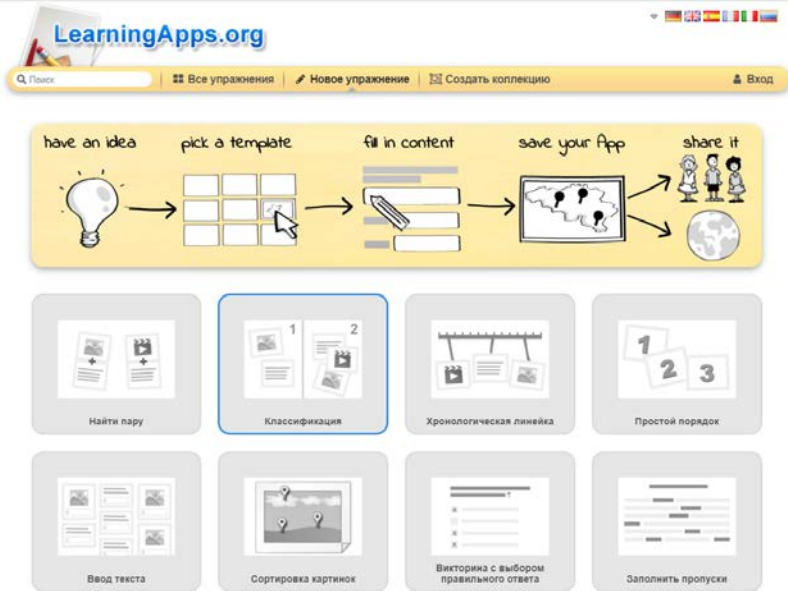 LearningApps.org
Поиск
Все упражнения
Новое упражнение
Создать коллекцию
Вход
have an idea
pick a template
fill in content
save your App
share it
Найти пару
1
2
Классификация
Хронологическая линейка
1
2
3
Простой порядок
Ввод текста
Сортировка картинок
?
Викторина с выбором
правильного ответа
Заполнить пропуски